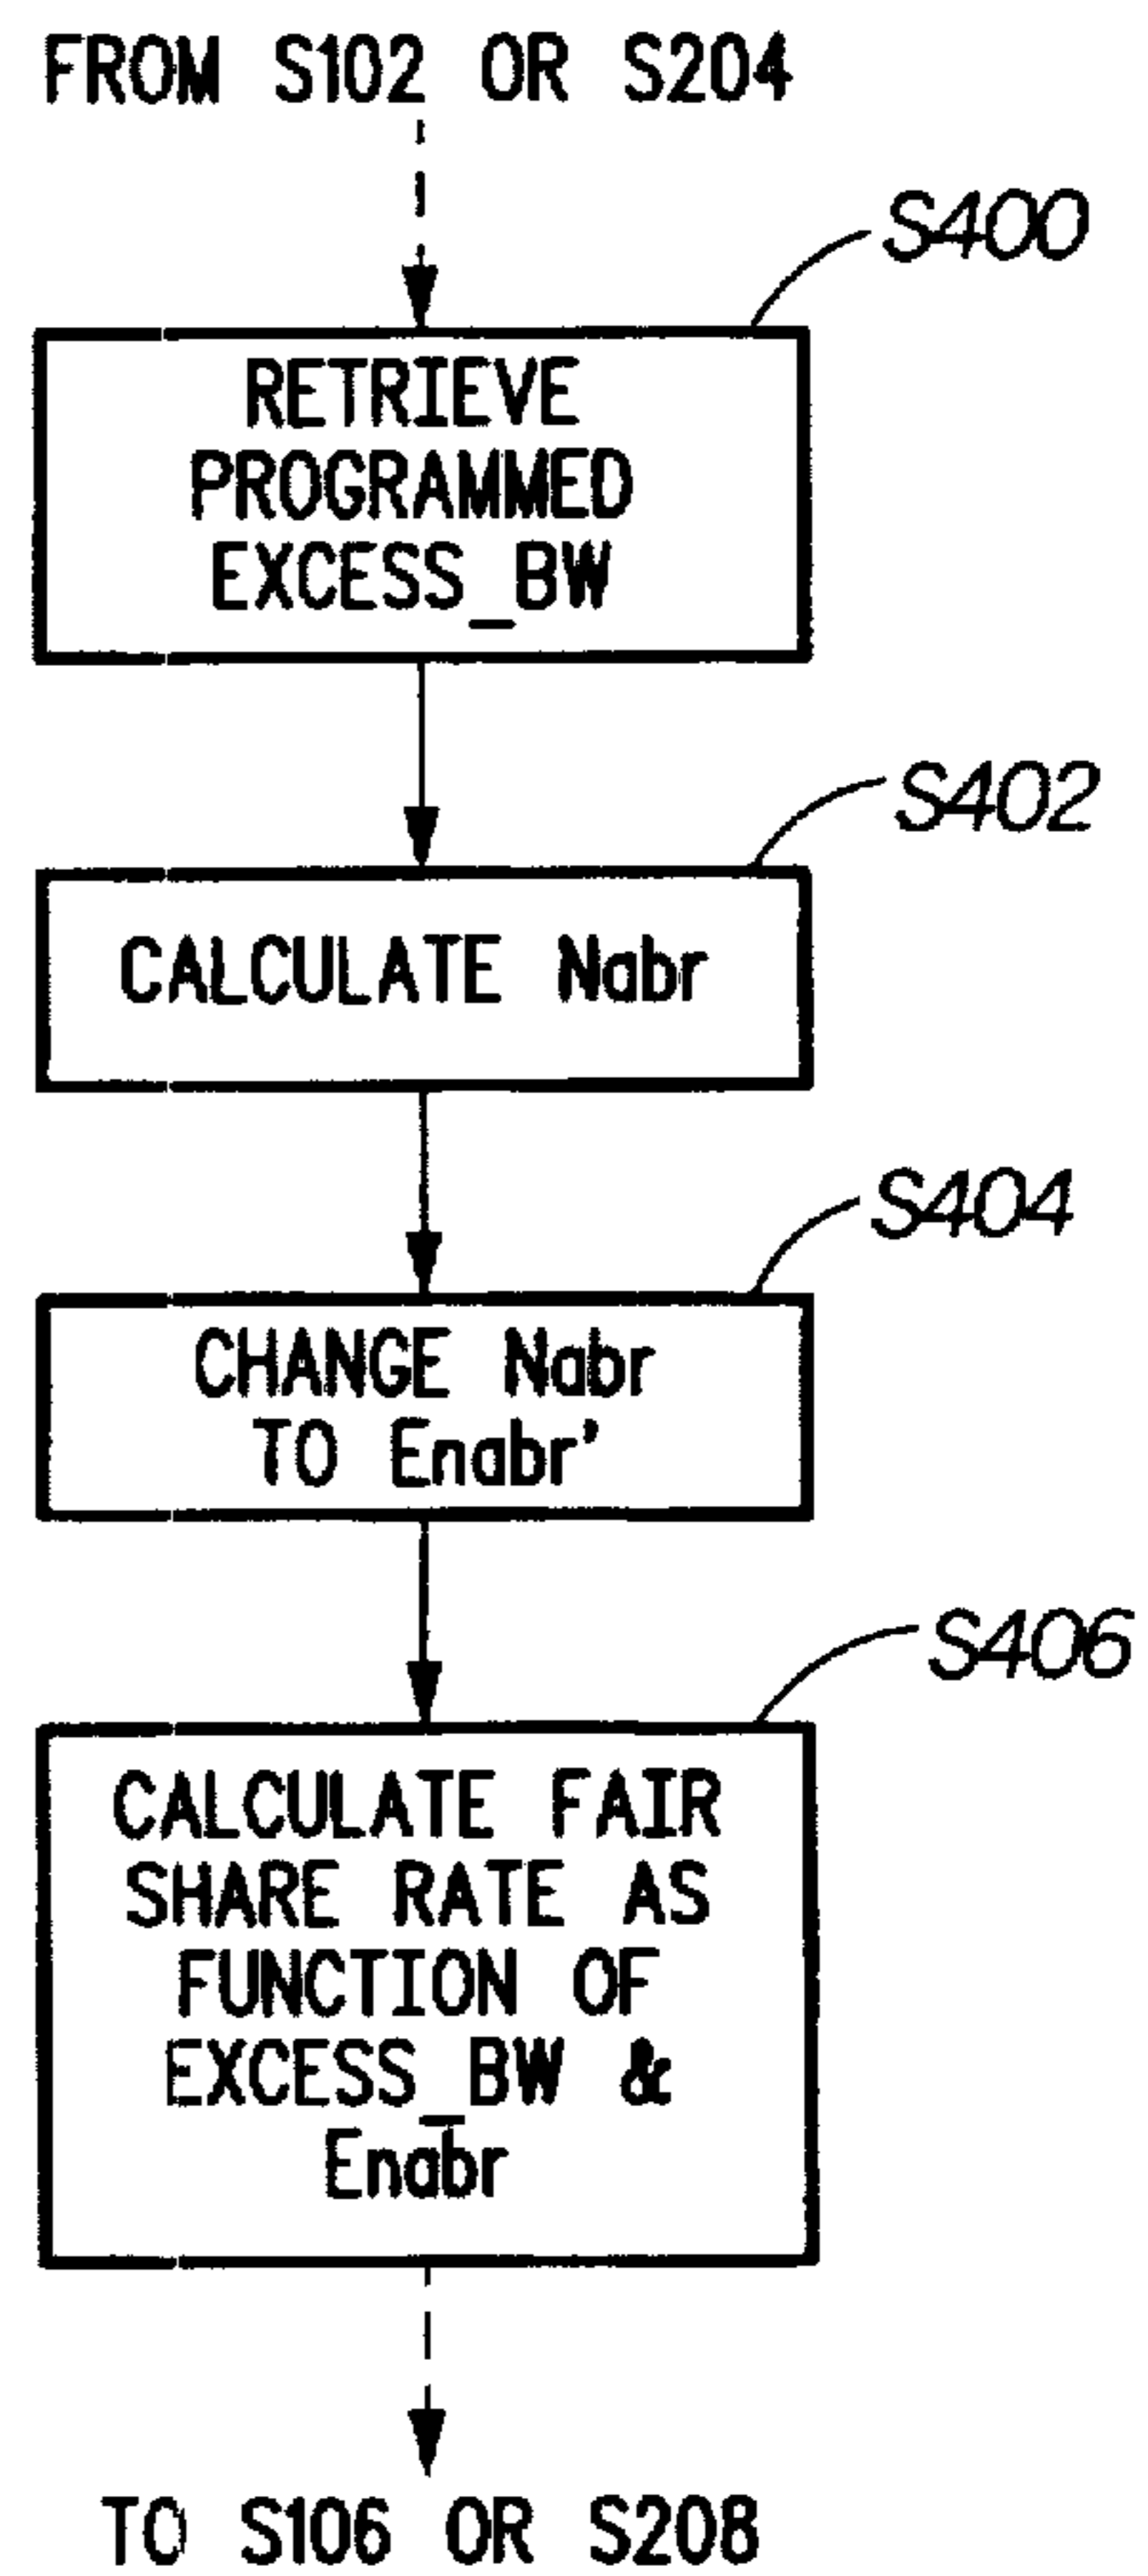 FROM S102 OR S204
S400
RETRIEVE
PROGRAMMED
EXCESS_BW
S402
CALCULATE Nabr
S404
CHANGE Nabr
TO Enabr'
S406
CALCULATE FAIR
SHARE RATE AS
FUNCTION OF
EXCESS_BW &
Enabr
TO S106 OR S208